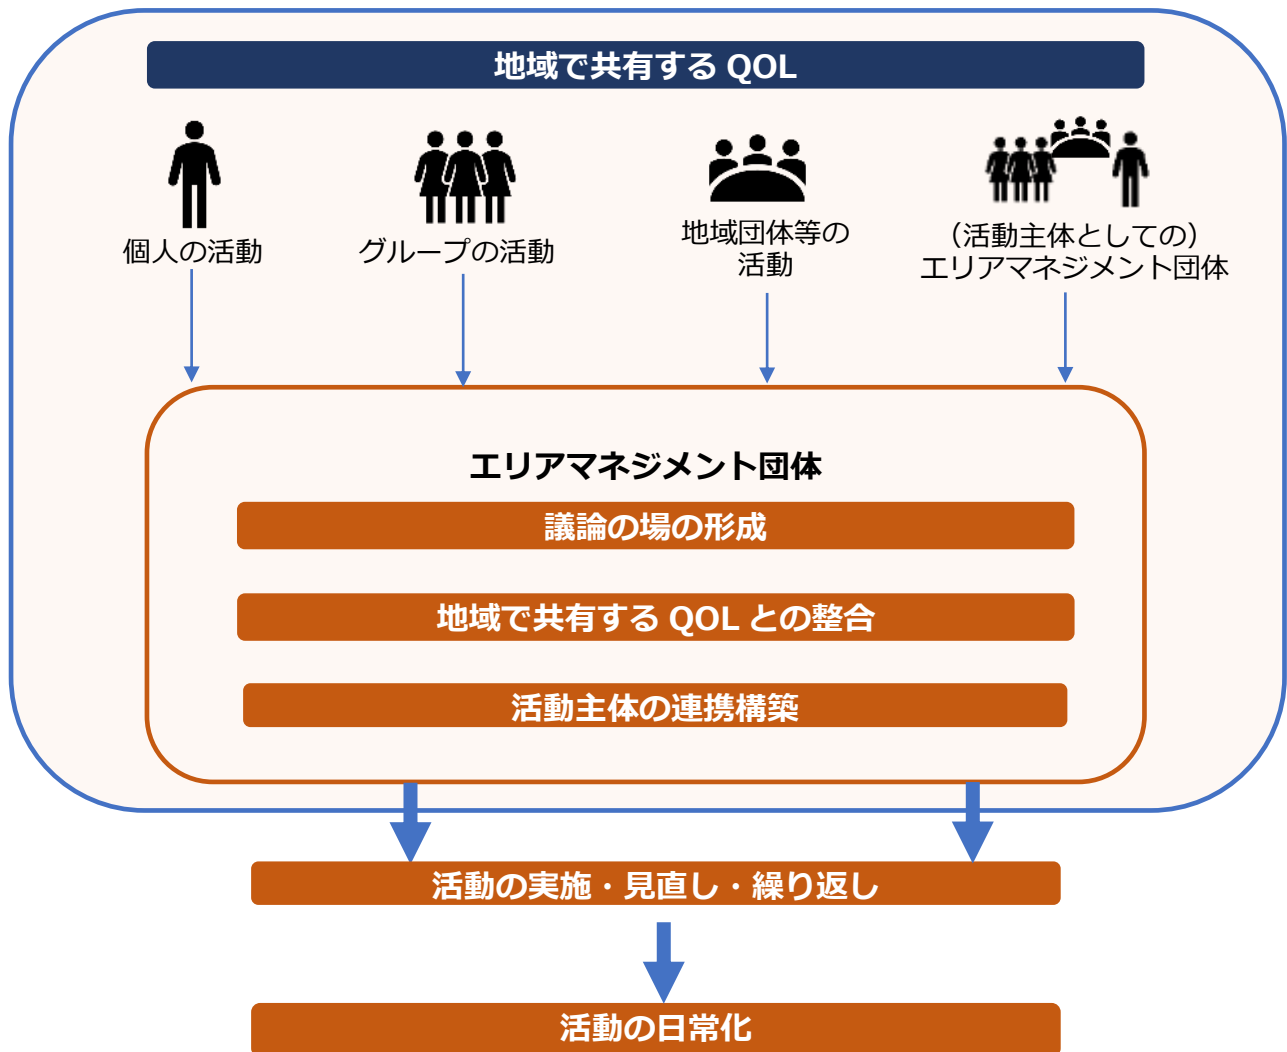 地域で共有する QOL
個人の活動
グループの活動
地域団体等の
活動
（活動主体としての）
エリアマネジメント団体
エリアマネジメント団体
議論の場の形成
地域で共有する QOL との整合
活動主体の連携構築
活動の実施・見直し・繰り返し
活動の日常化